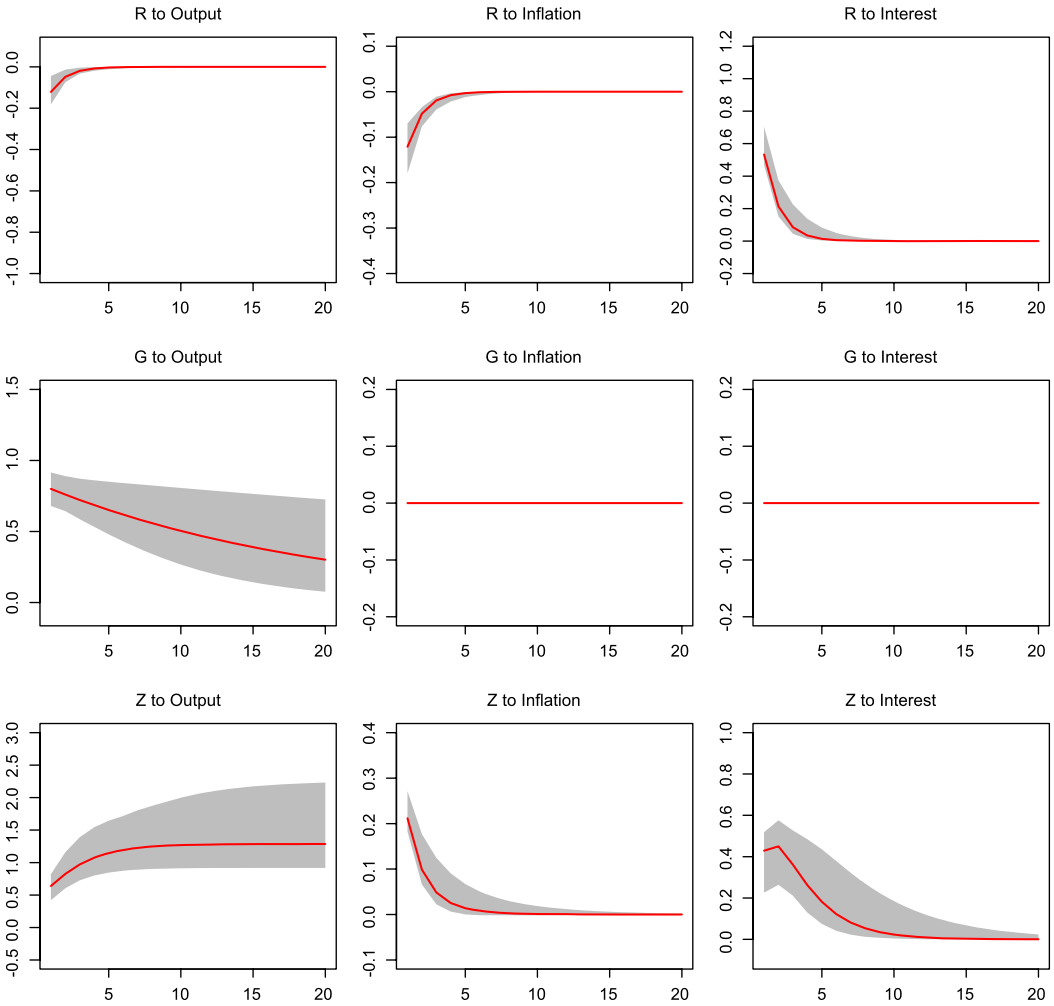 R to Output R to Inflation R to Interest
0.0 -0.2 -0.4 -0.6 -0.8 -1.0
0.1 0.0 -0.1 -0.2 -0.3 -0.4
1.2 1.0 0.8 0.6 0.4 0.2 0.0 -0.2
5 10 15 20 5 10 15 20 5 10 15 20
G to Output G to Inflation G to Interest
1.5 1.0 0.5 0.0
0.2 0.1 0.0 -0.1 -0.2
0.2 0.1 0.0 -0.1 -0.2
5 10 15 20 5 10 15 20 5 10 15 20
Z to Output Z to Inflation Z to Interest
3.0 2.5 2.0 1.5 1.0 0.5 0.0 -0.5
0.4 0.3 0.2 0.1 0.0 -0.1
1.0 0.8 0.6 0.4 0.2 0.0
5 10 15 20 5 10 15 20 5 10 15 20